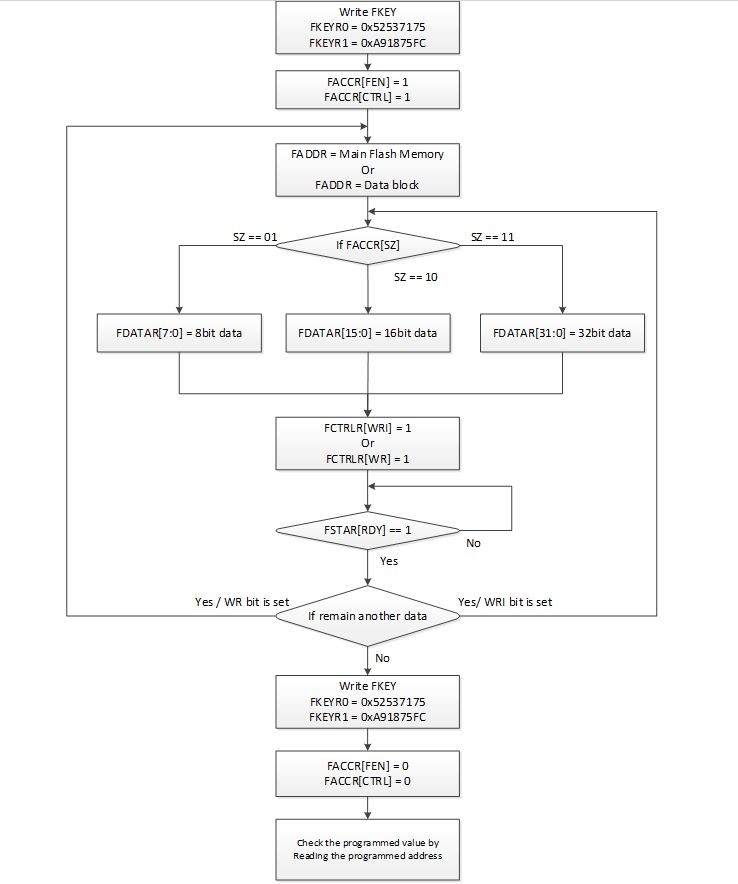 Write FKEY
FKEYR0 = 0x52537175
FKEYR1 = 0xA91875FC
FACCR[FEN] = 1
FACCR[CTRL] = 1
FADDR = Main Flash Memory
Or
FADDR = Data block
If FACCR[SZ]
SZ == 01
SZ == 11
SZ == 10
FDATAR[7:0] = 8bit data
FDATAR[15:0] = 16bit data
FDATAR[31:0] = 32bit data
FCTRLR[WRI] = 1
Or
FCTRLR[WR] = 1
FSTAR[RDY] == 1
No
Yes
Yes / WR bit is set
If remain another data
Yes/ WRI bit is set
No
Write FKEY
FKEYR0 = 0x52537175
FKEYR1 = 0xA91875FC
FACCR[FEN] = 0
FACCR[CTRL] = 0
Check the programmed value by
Reading the programmed address